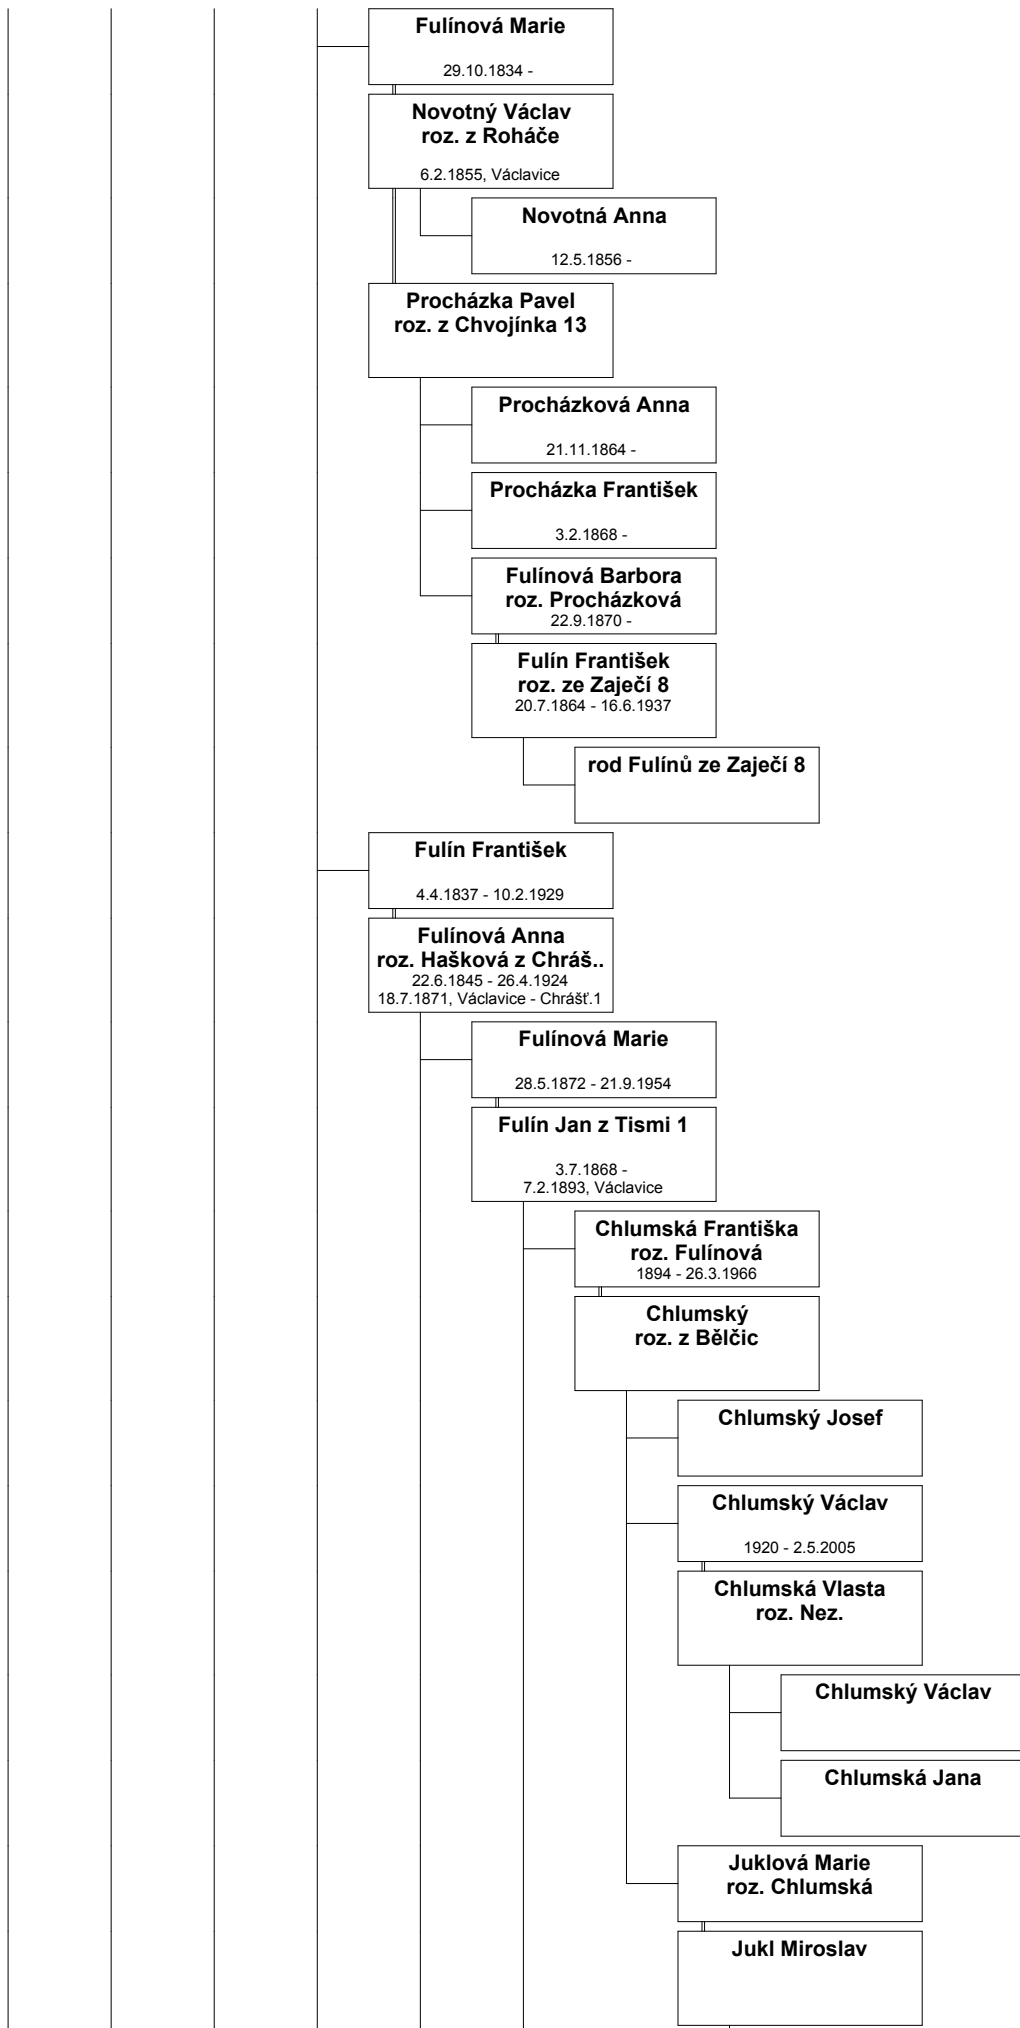 Fulínová Marie
29.10.1834 -
Novotný Václav
roz. z Roháče
6.2.1855, Václavice
Novotná Anna
12.5.1856 -
Procházka Pavel
roz. z Chvojínka 13
Procházková Anna
21.11.1864 -
Procházka František
3.2.1868 -
Fulínová Barbora
roz. Procházková
22.9.1870 -
Fulín František
roz. ze Zaječí 8
20.7.1864 - 16.6.1937
rod Fulínů ze Zaječí 8
Fulín František
4.4.1837 - 10.2.1929
Fulínová Anna
roz. Hašková z Chráš..
22.6.1845 - 26.4.1924
18.7.1871, Václavice - Chrášť.1
Fulínová Marie
28.5.1872 - 21.9.1954
Fulín Jan z Tismi 1
3.7.1868 -
7.2.1893, Václavice
Chlumská Františka
roz. Fulínová
1894 - 26.3.1966
Chlumský
roz. z Bělčic
Chlumský Josef
Chlumský Václav
1920 - 2.5.2005
Chlumská Vlasta
roz. Nez.
Chlumský Václav
Chlumská Jana
Juklová Marie
roz. Chlumská
Jukl Miroslav